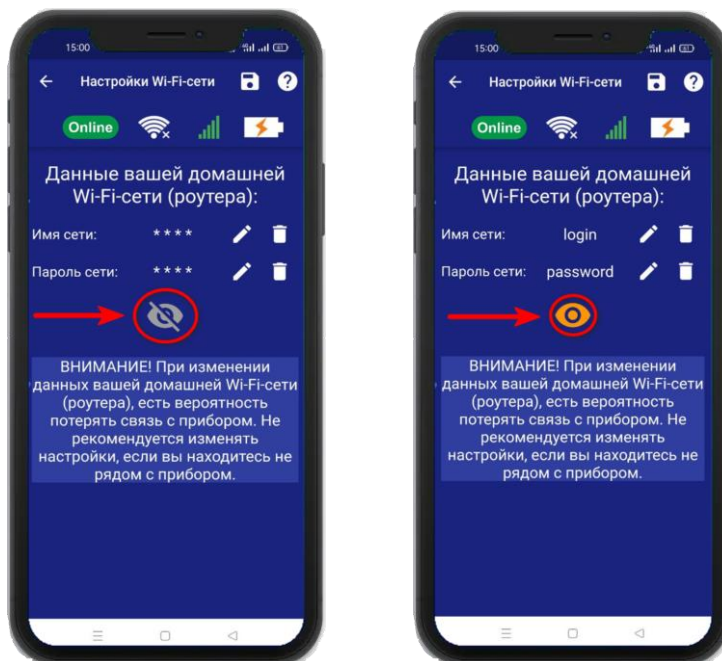 15:00
Настройки Wi-Fi-сети
Online
Данные вашей домашней
Wi-Fi-сети (роутера):
Имя сети: ****
Пароль сети: ****
ВНИМАНИЕ! При изменении
данных вашей домашней Wi-Fi-сети
(роутера), есть вероятность
потерять связь с прибором. Не
рекомендуется изменять
настройки, если вы находитесь не
рядом с прибором.
15:00
Настройки Wi-Fi-сети
Online
Данные вашей домашней
Wi-Fi-сети (роутера):
Имя сети: login
Пароль сети: password
ВНИМАНИЕ! При изменении
данных вашей домашней Wi-Fi-сети
(роутера), есть вероятность
потерять связь с прибором. Не
рекомендуется изменять
настройки, если вы находитесь не
рядом с прибором.